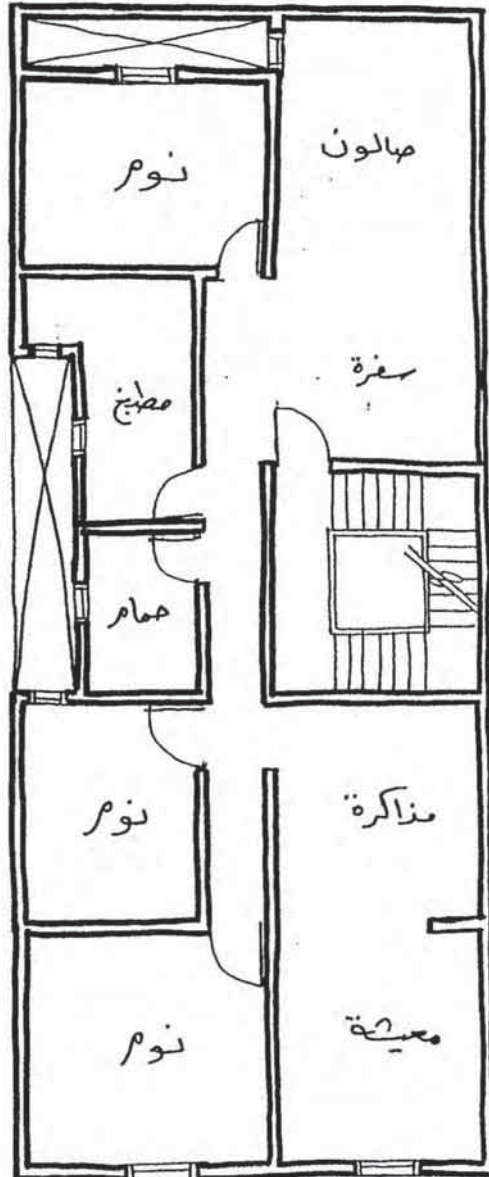 صالون
نوم
سفرة
مطبخ
حمام
مذاكرة
نوم
معيشة
نوم